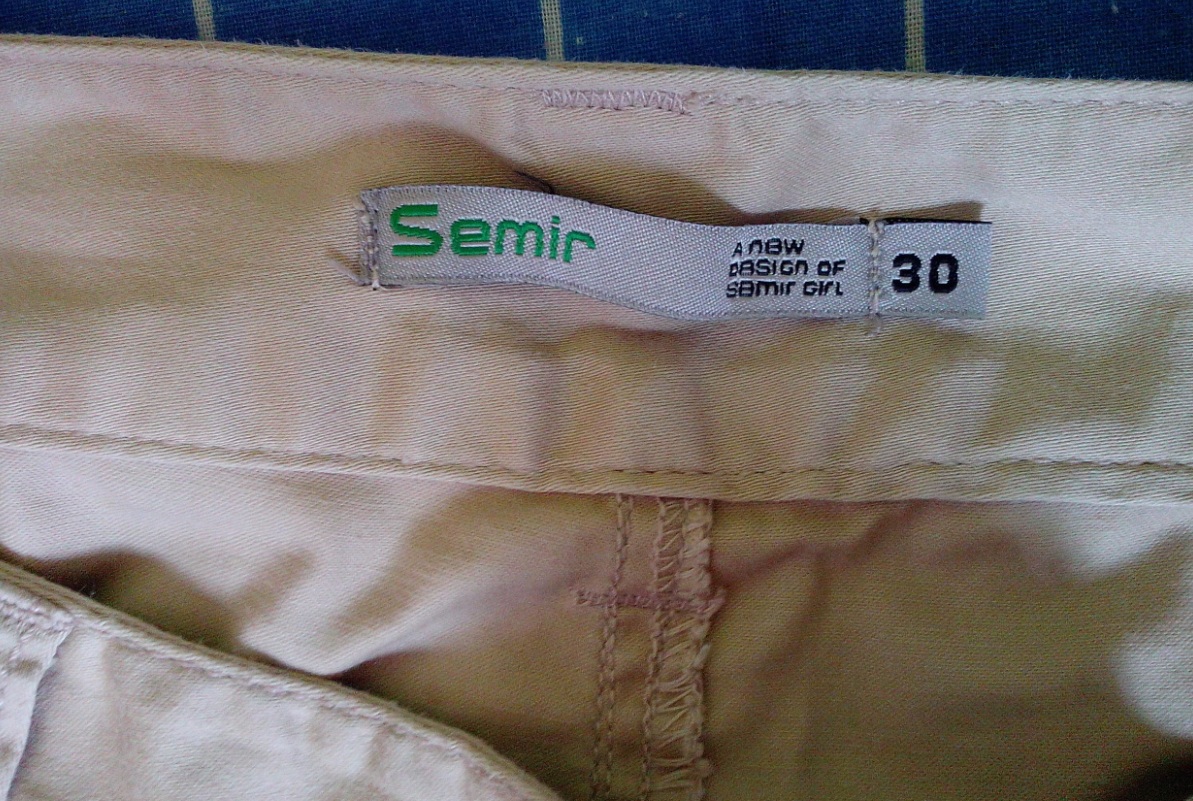 Semir
A new
Design of
Semir Girl
30